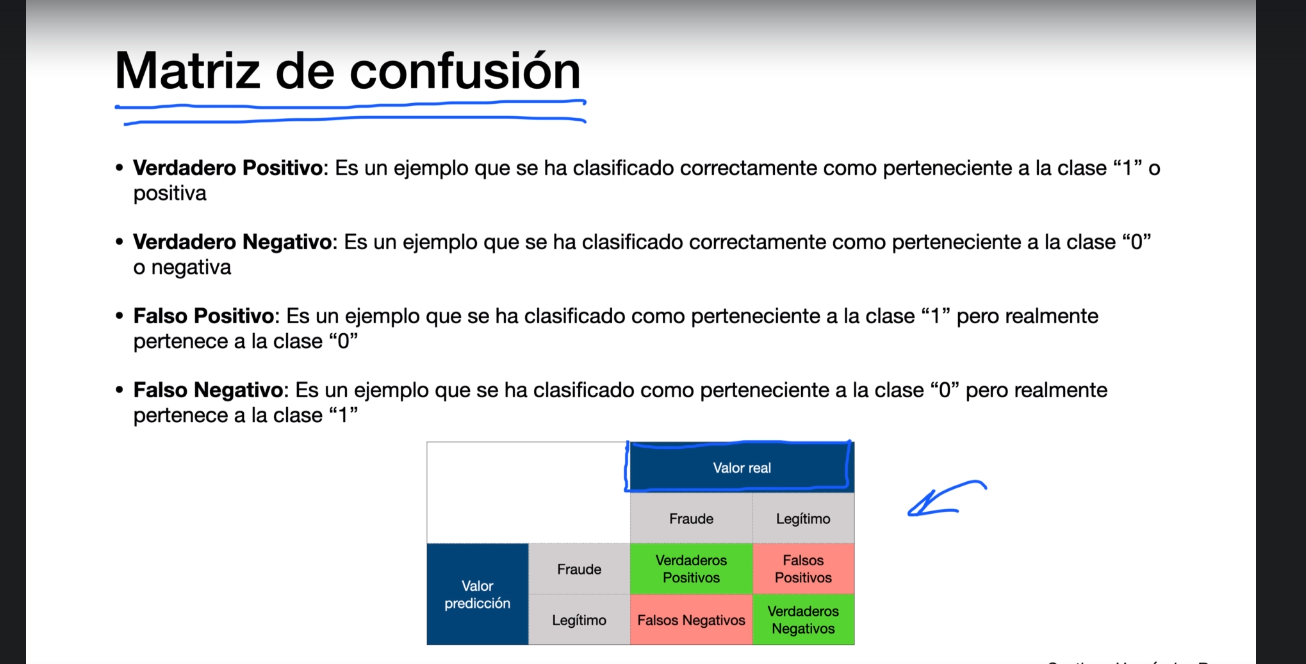 Matriz de confusión
• Verdadero Positivo: Es un ejemplo que se ha clasificado correctamente como perteneciente a la clase “1” o
positiva
• Verdadero Negativo: Es un ejemplo que se ha clasificado correctamente como perteneciente a la clase “0”
o negativa
• Falso Positivo: Es un ejemplo que se ha clasificado como perteneciente a la clase “1” pero realmente
pertenece a la clase “0”
• Falso Negativo: Es un ejemplo que se ha clasificado como perteneciente a la clase “0” pero realmente
pertenece a la clase “1”
Valor real
Fraude Legítimo
Valor
predicción
Fraude
Verdaderos
Positivos
Falsos
Positivos
Legítimo
Falsos Negativos
Verdaderos
Negativos